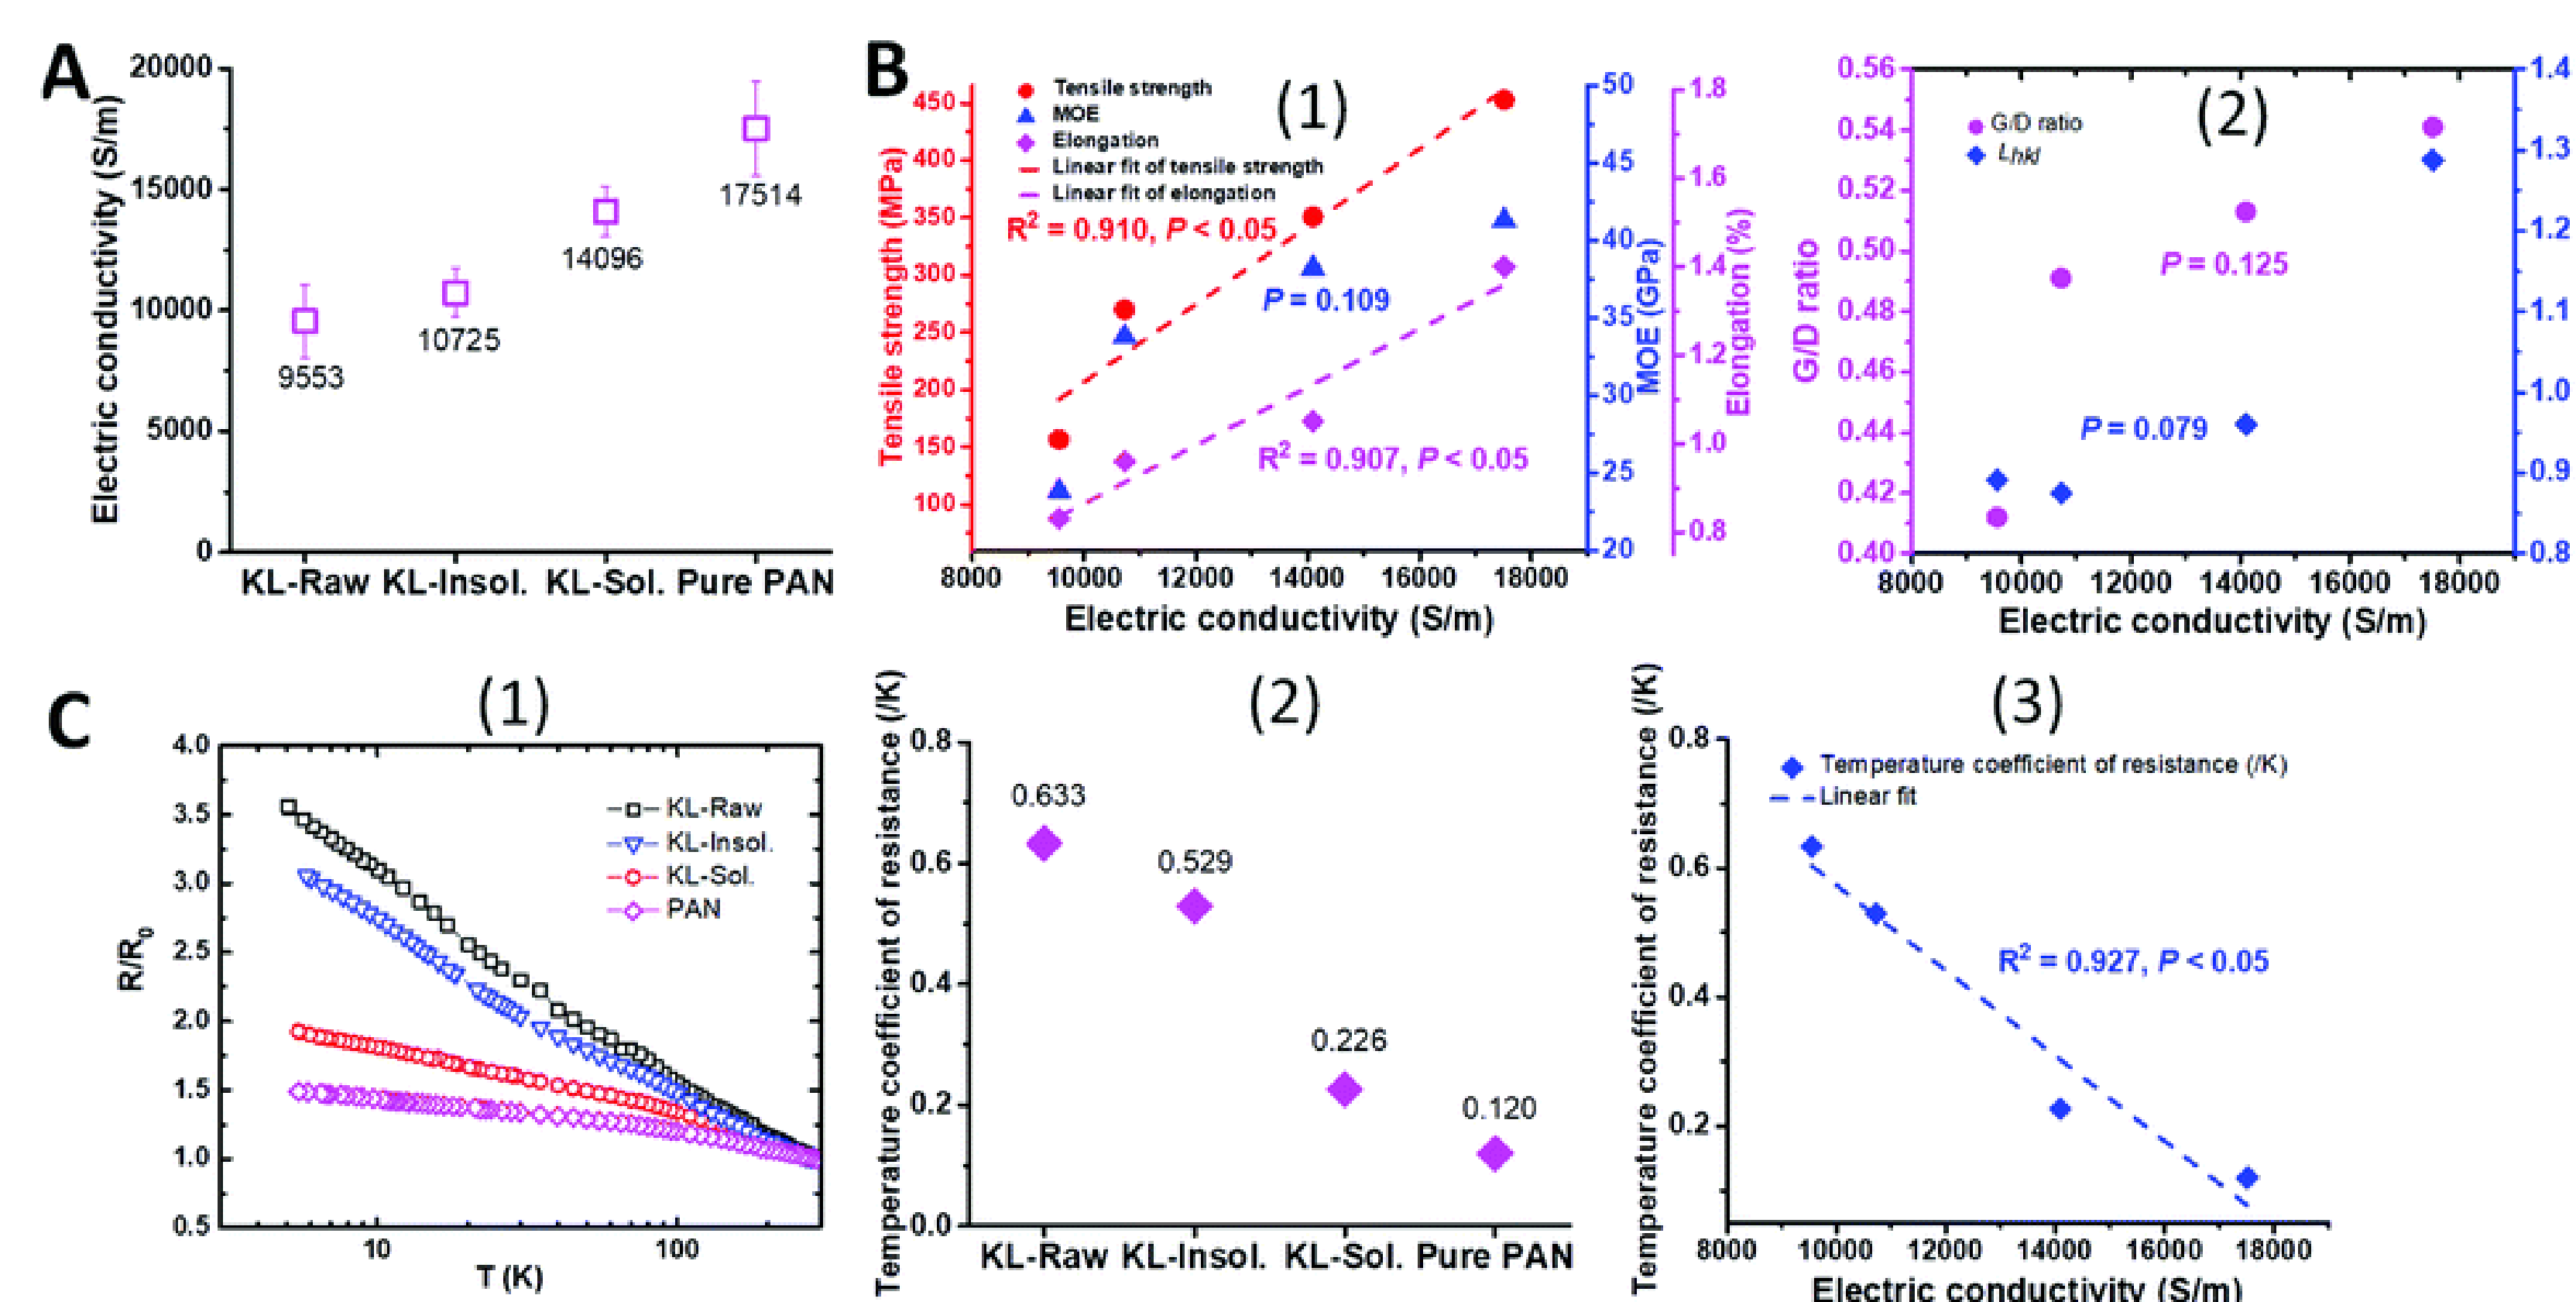 A
Electric conductivity (S/m)
20000
15000
10000
5000
0
9553
10725
14096
17514
KL-Raw KL-Insol. KL-Sol. Pure PAN
B
(1)
Tensile strength
MOE
Elongation
Linear fit of tensile strength
Linear fit of elongation
R² = 0.910, P < 0.05
P = 0.109
R² = 0.907, P < 0.05
Tensile strength (MPa)
450
400
350
300
250
200
150
100
MOE (GPa)
50
45
40
35
30
25
20
Elongation (%)
1.8
1.6
1.4
1.2
1.0
0.8
8000 10000 12000 14000 16000 18000
Electric conductivity (S/m)
(2)
G/D ratio
Lhkl
P = 0.125
P = 0.079
G/D ratio
0.56
0.54
0.52
0.50
0.48
0.46
0.44
0.42
0.40
1.4
1.3
1.2
1.1
1.0
0.9
0.8
8000 10000 12000 14000 16000 18000
Electric conductivity (S/m)
C
(1)
R/R0
4.0
3.5
3.0
2.5
2.0
1.5
1.0
0.5
KL-Raw
KL-Insol.
KL-Sol.
PAN
10 100
T (K)
(2)
Temperature coefficient of resistance (/K)
0.8
0.6
0.4
0.2
0.0
0.633
0.529
0.226
0.120
KL-Raw KL-Insol. KL-Sol. Pure PAN
(3)
Temperature coefficient of resistance (/K)
0.8
0.6
0.4
0.2
Temperature coefficient of resistance (/K)
Linear fit
R² = 0.927, P < 0.05
8000 10000 12000 14000 16000 18000
Electric conductivity (S/m)